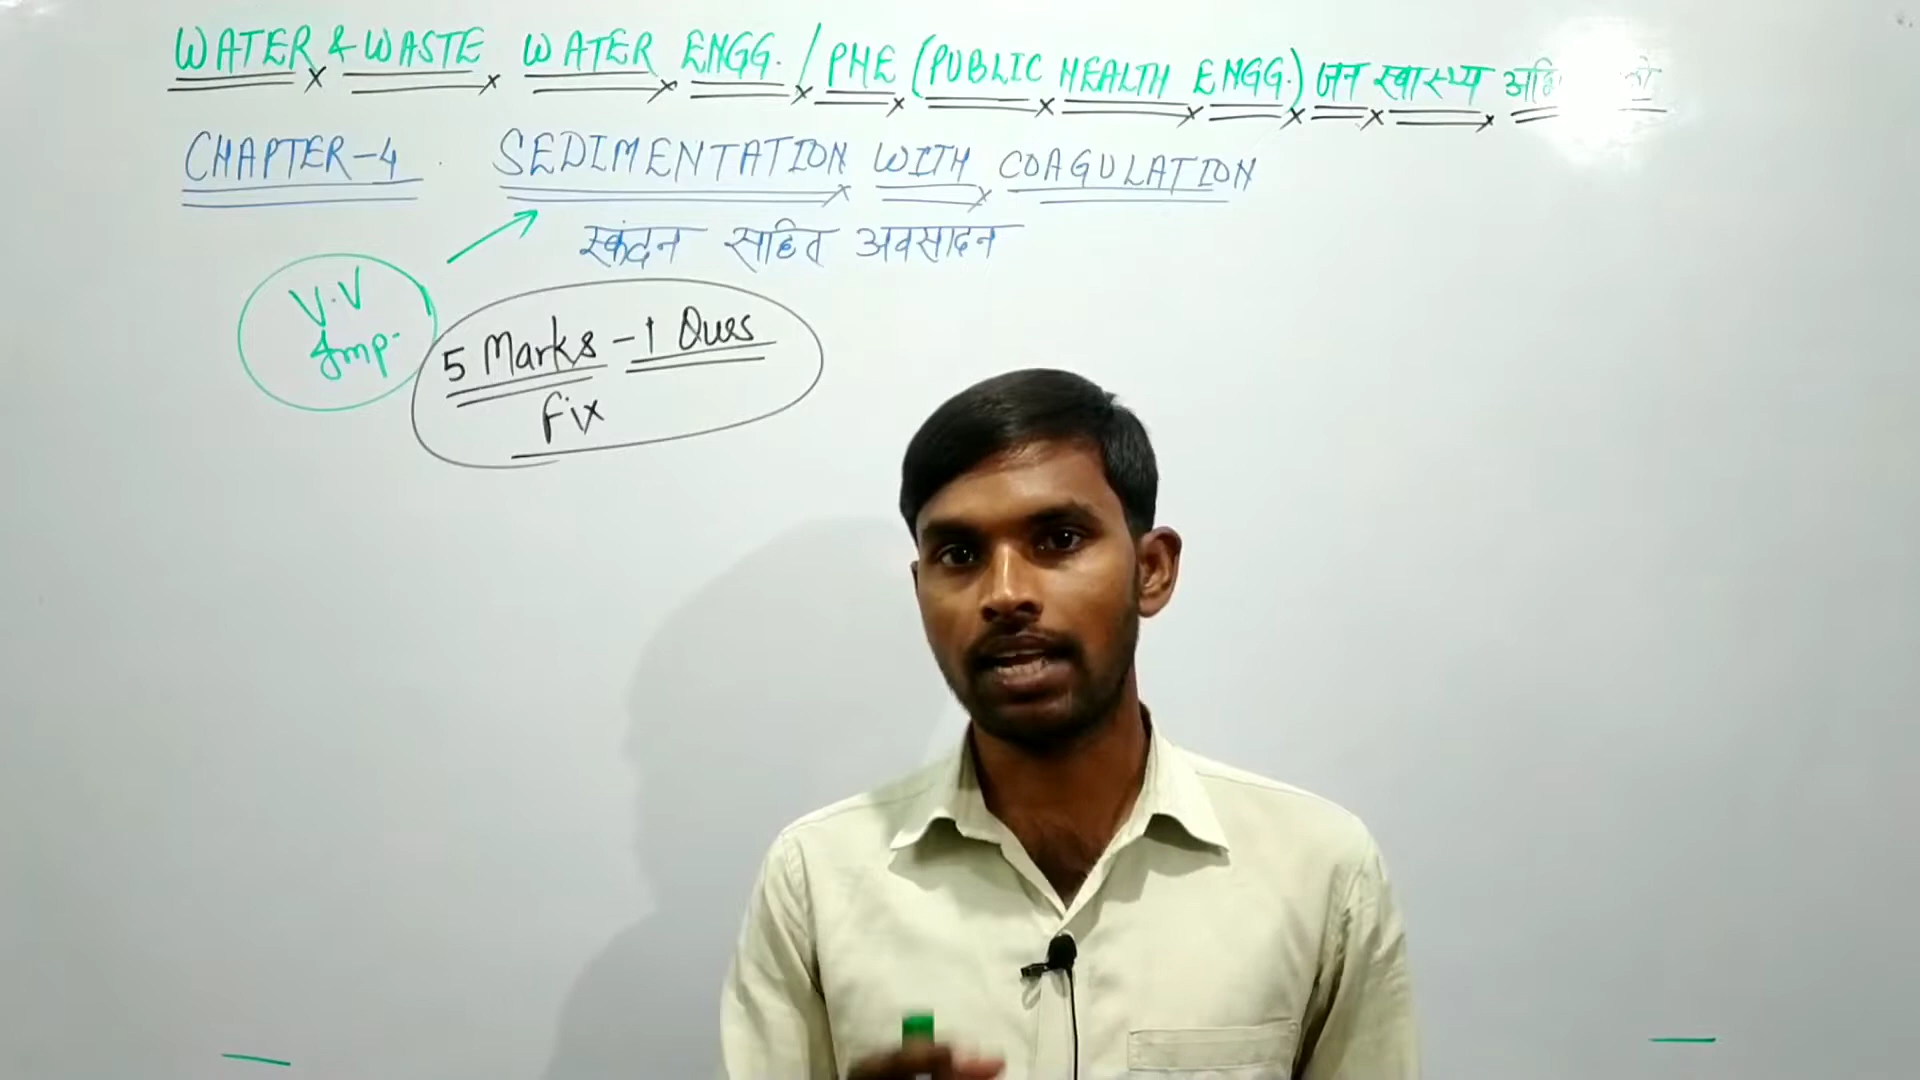 WATER & WASTE WATER ENGG. / PHE (PUBLIC HEALTH ENGG.) जन स्वास्थ्य
CHAPTER-4 SEDIMENTATION WITH COAGULATION
स्कंदन सहित अवसादन
V.V
Imp.
5 Marks - 1 Ques
fix